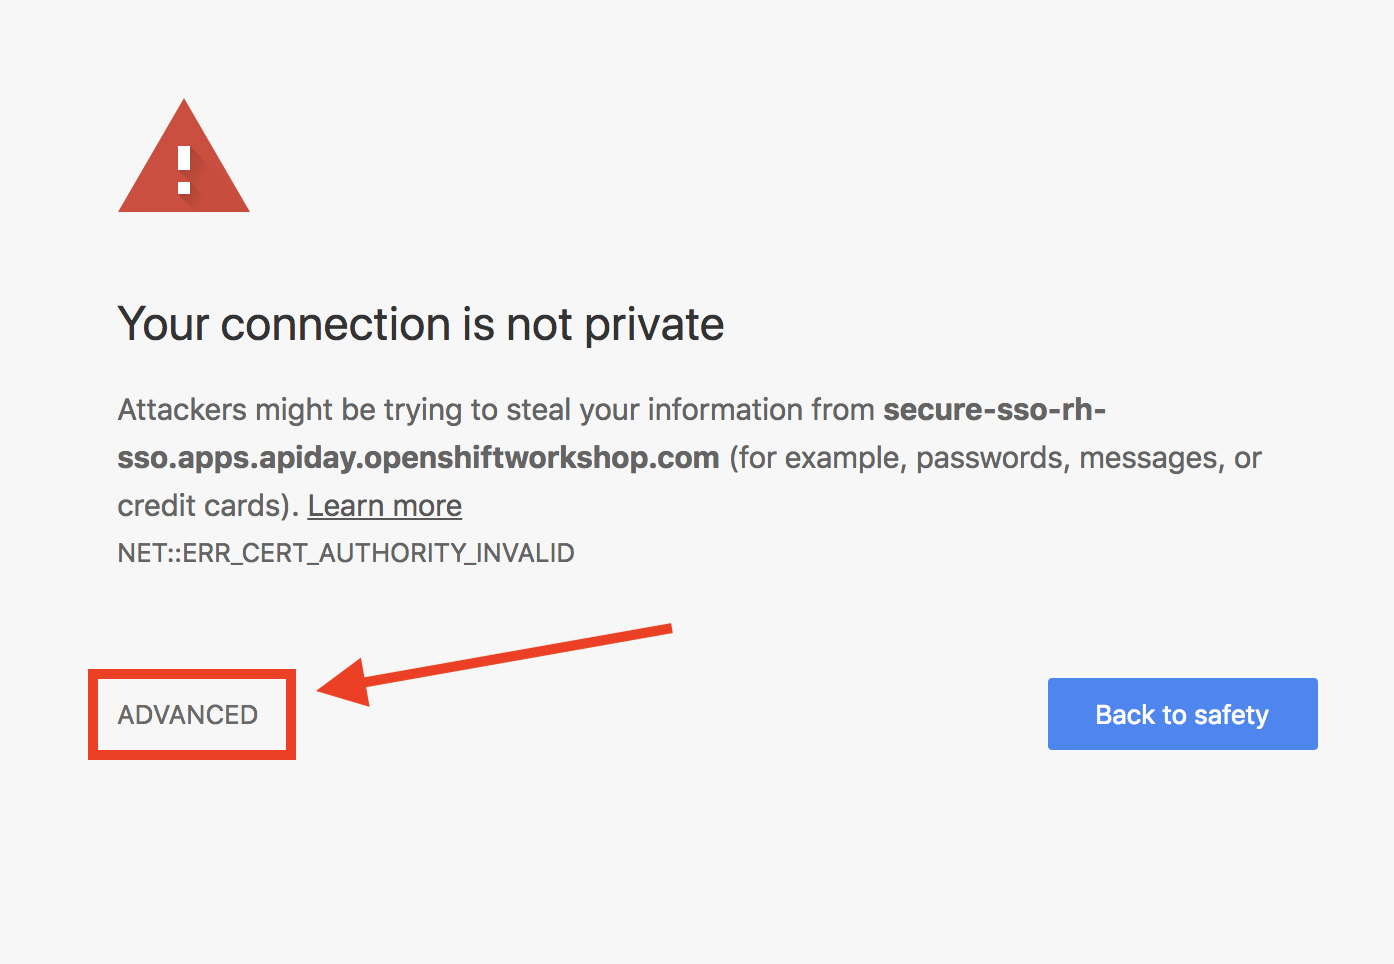 Your connection is not private
Attackers might be trying to steal your information from secure-sso-rh-
sso.apps.apiday.openshiftworkshop.com (for example, passwords, messages, or
credit cards). Learn more
NET::ERR_CERT_AUTHORITY_INVALID
ADVANCED
Back to safety